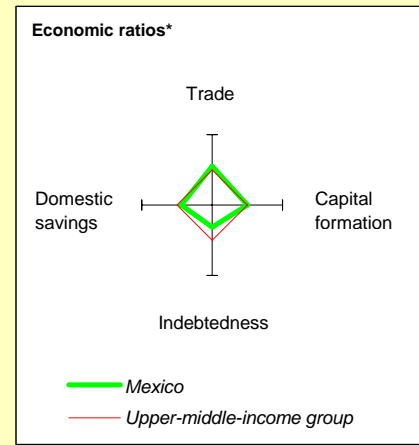 Economic ratios*
Trade
Domestic
savings
Capital
formation
Indebtedness
Mexico
Upper-middle-income group